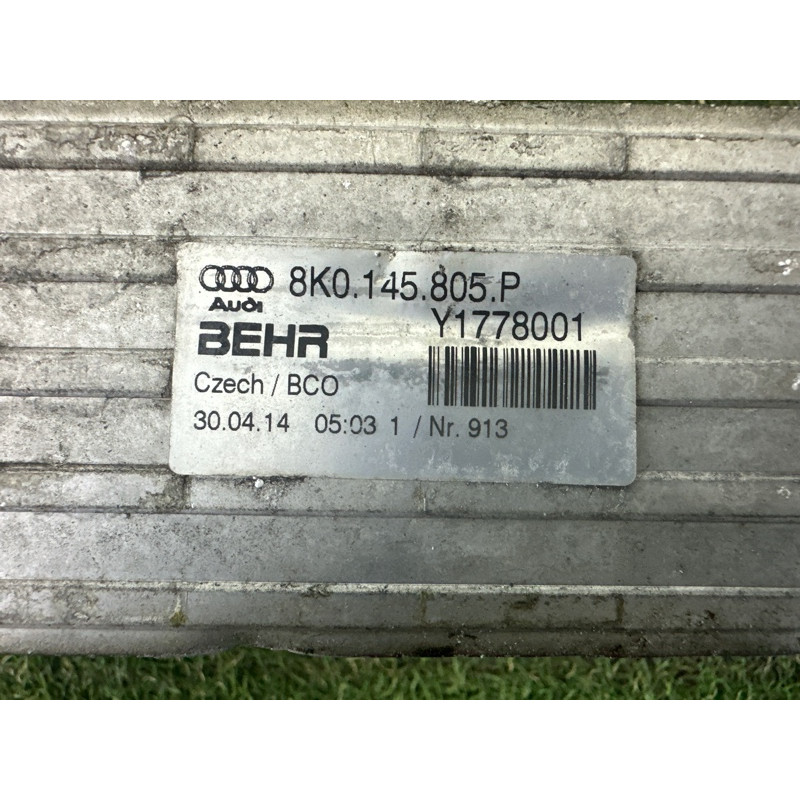 8K0.145.805.P
Audi
Y1778001
BEHR
Czech / BCO
30.04.14 05:03 1 / Nr. 913